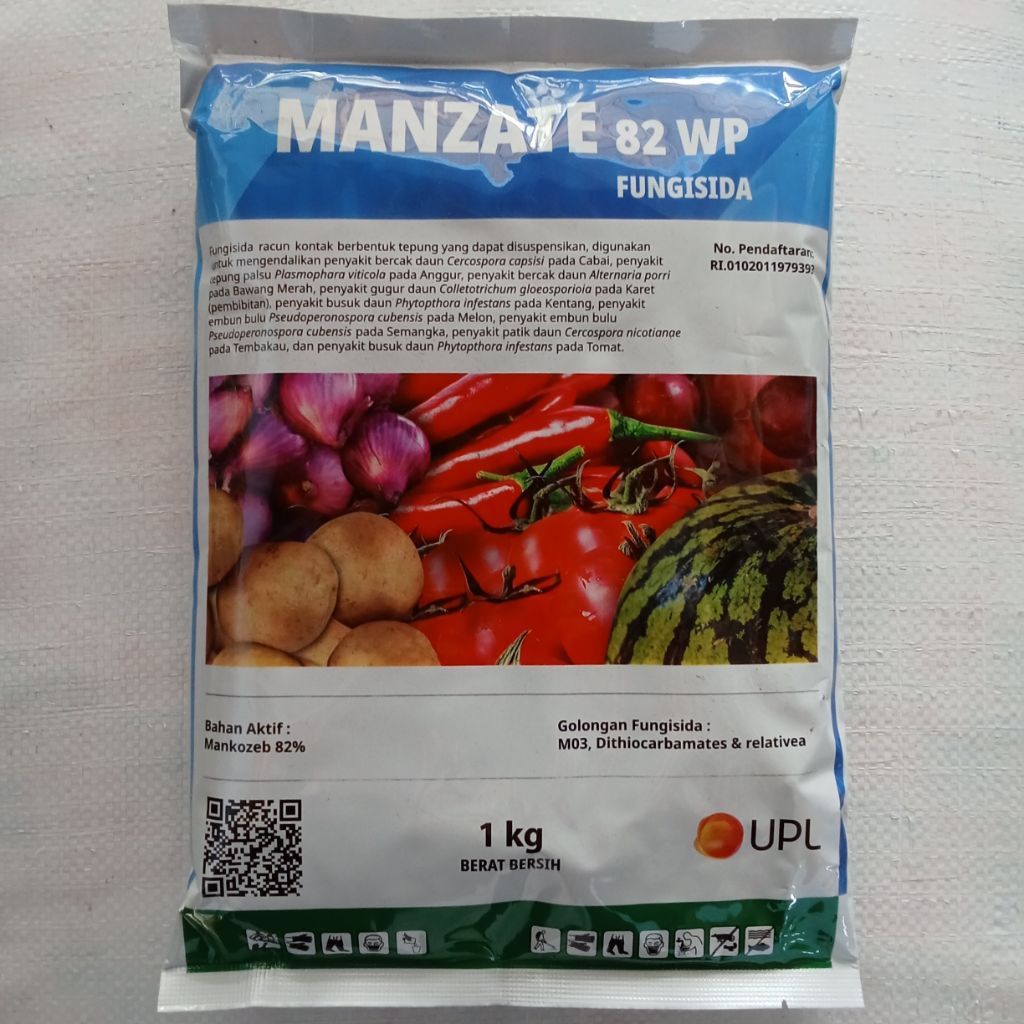 MANZATE 82 WP
FUNGISIDA
Fungisida racun kontak berbentuk tepung yang dapat disuspensikan, digunakan
untuk mengendalikan penyakit bercak daun Cercospora capsisi pada Cabai, penyakit
tepung palsu Plasmophara viticola pada Anggur, penyakit bercak daun Alternaria porri
pada Bawang Merah, penyakit gugur daun Colletotrichum gloeosporioia pada Karet
(pembibitan), penyakit busuk daun Phytopthora infestans pada Kentang, penyakit
embun bulu Pseudoperonospora cubensis pada Melon, penyakit embun bulu
Pseudoperonospora cubensis pada Semangka, penyakit patik daun Cercospora nicotianae
pada Tembakau, dan penyakit busuk daun Phytopthora infestans pada Tomat.
No. Pendaftaran:
Bahan Aktif :
Mankozeb 82%
Golongan Fungisida :
M03, Dithiocarbamates & relativea
1 kg
BERAT BERSIH
UPL